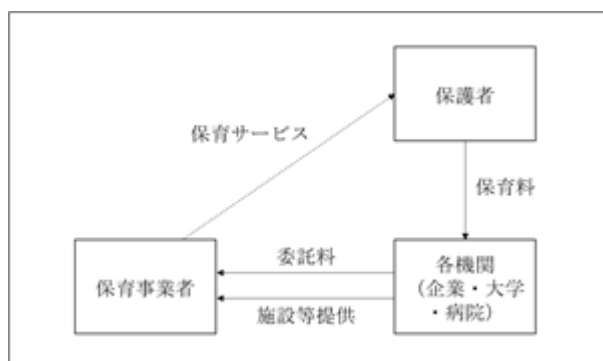 保護者
保育サービス
保育料
保育事業者
委託料
施設等提供
各機関
（企業・大学
・病院）